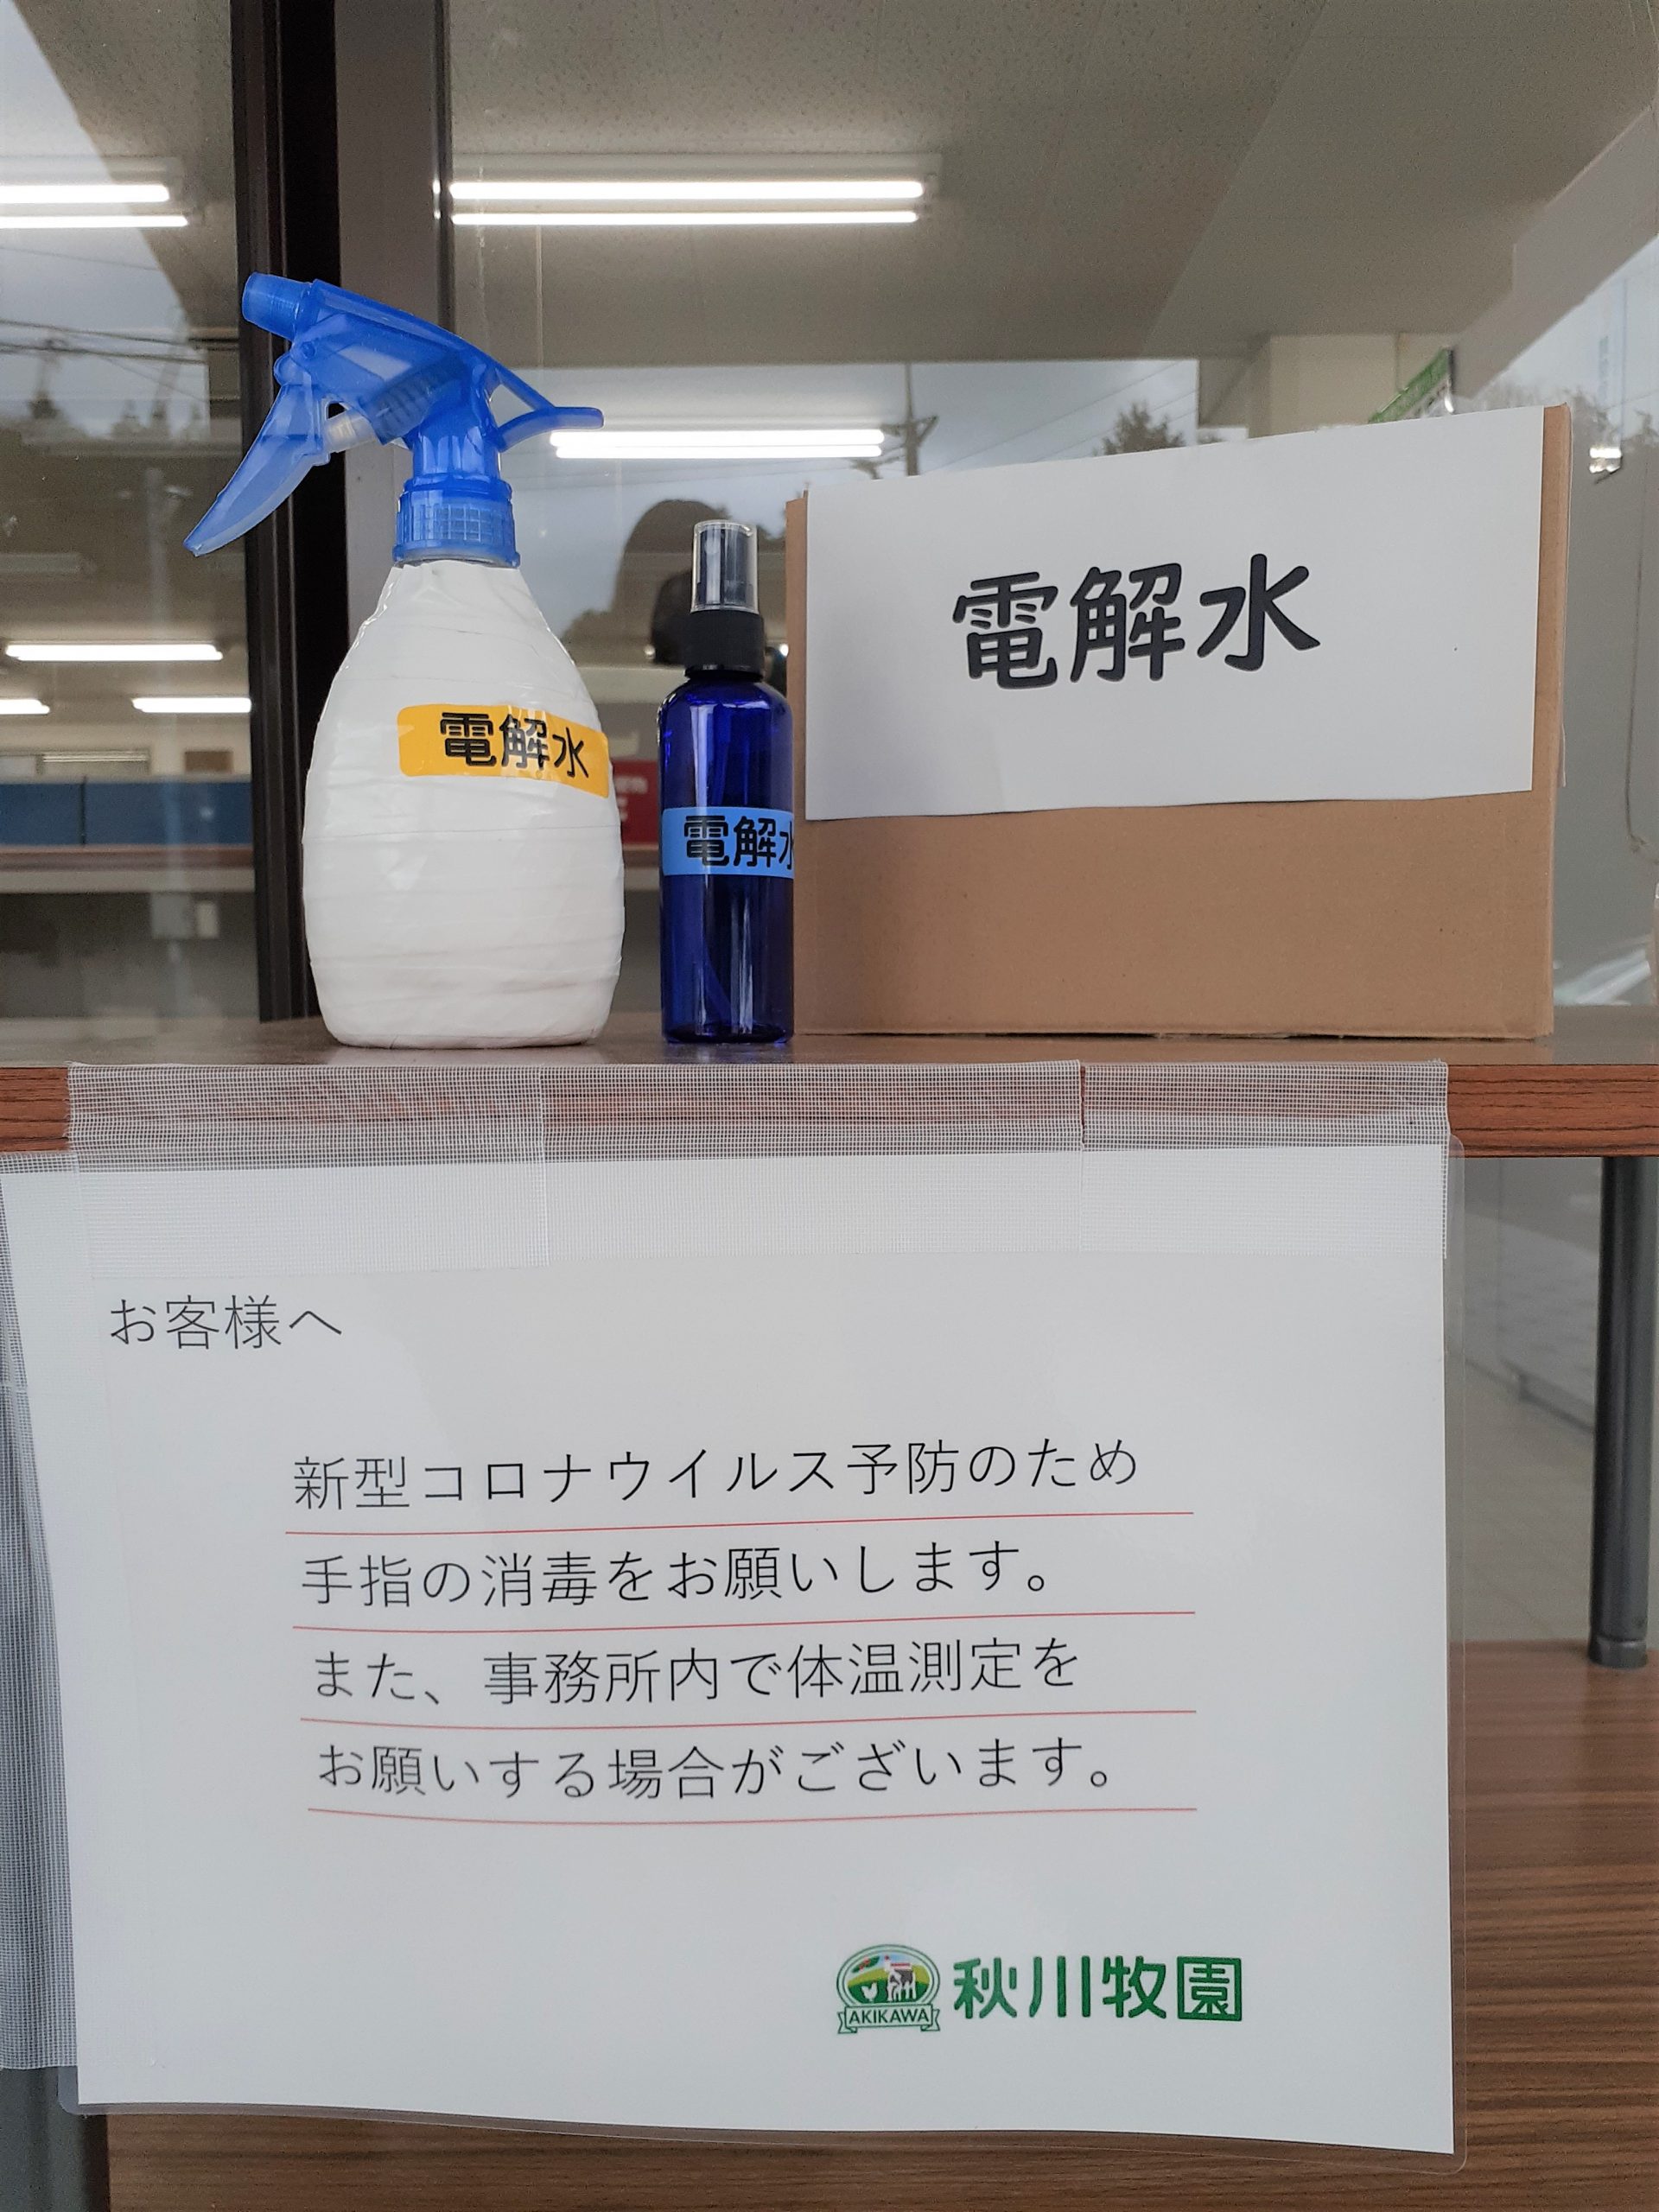 電解水
電解水
電解水
お客様へ
新型コロナウイルス予防のため
手指の消毒をお願いします。
また、事務所内で体温測定を
お願いする場合がございます。
AKIKAWA
秋川牧園